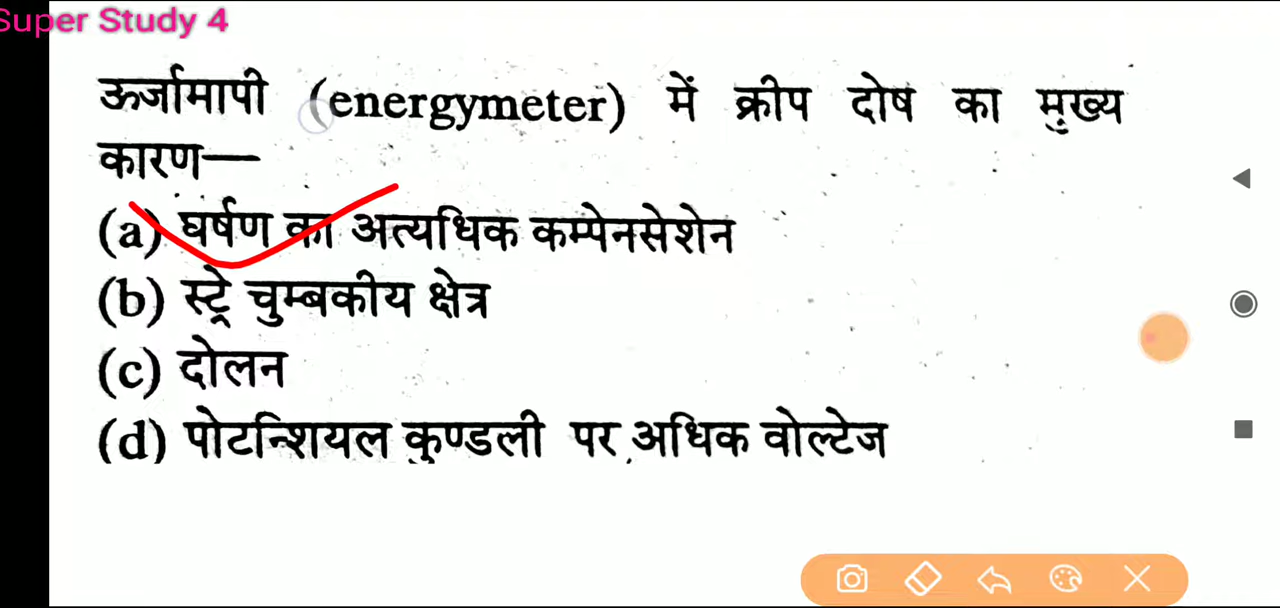 Super Study 4
ऊर्जामापी (energymeter) में क्रीप दोष का मुख्य
कारण—
(a) घर्षण का अत्यधिक कम्पेनसेशेन
(b) स्ट्रे चुम्बकीय क्षेत्र
(c) दोलन
(d) पोटन्शियल कुण्डली पर अधिक वोल्टेज